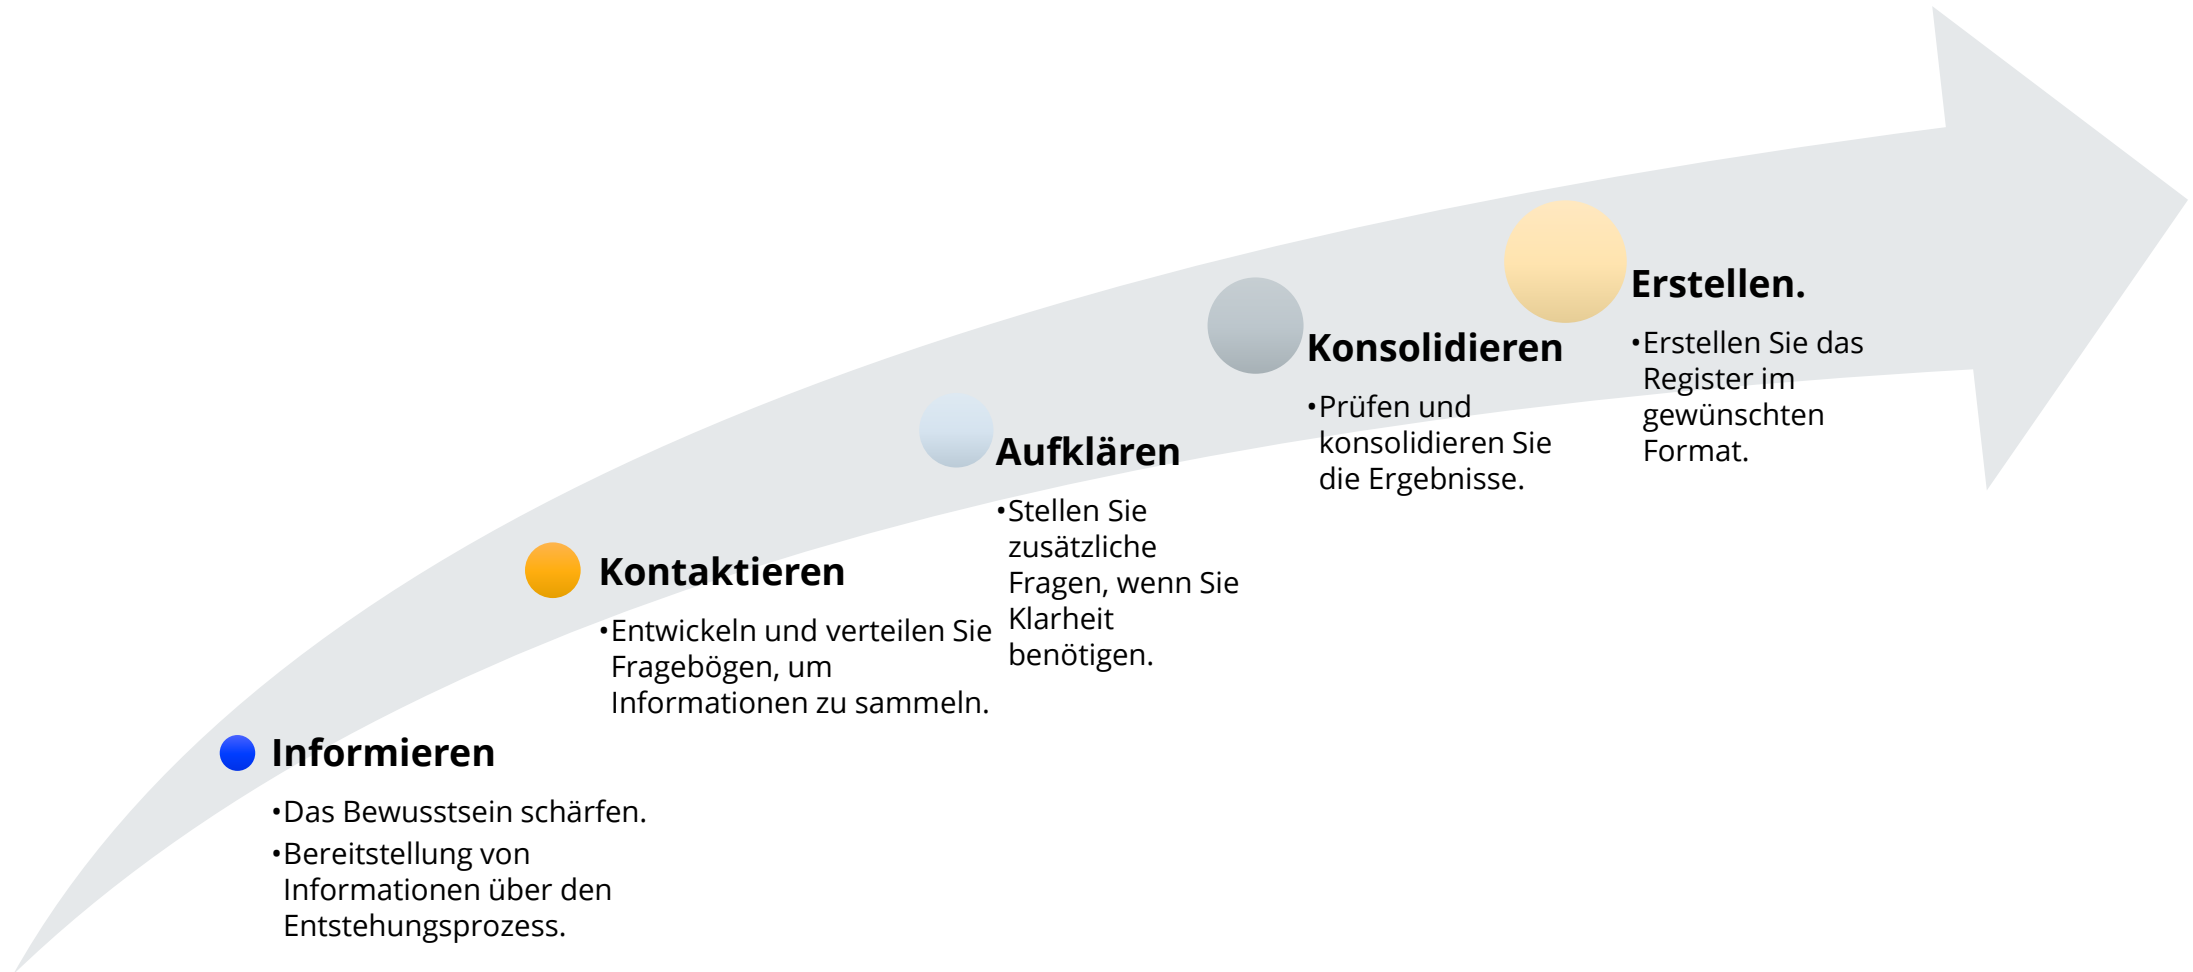 Informieren
•Das Bewusstsein schärfen.
•Bereitstellung von
Informationen über den
Entstehungsprozess.
Kontaktieren
•Entwickeln und verteilen Sie
Fragebögen, um
Informationen zu sammeln.
Aufklären
•Stellen Sie
zusätzliche
Fragen, wenn Sie
Klarheit
benötigen.
Konsolidieren
•Prüfen und
konsolidieren Sie
die Ergebnisse.
Erstellen.
•Erstellen Sie das
Register im
gewünschten
Format.